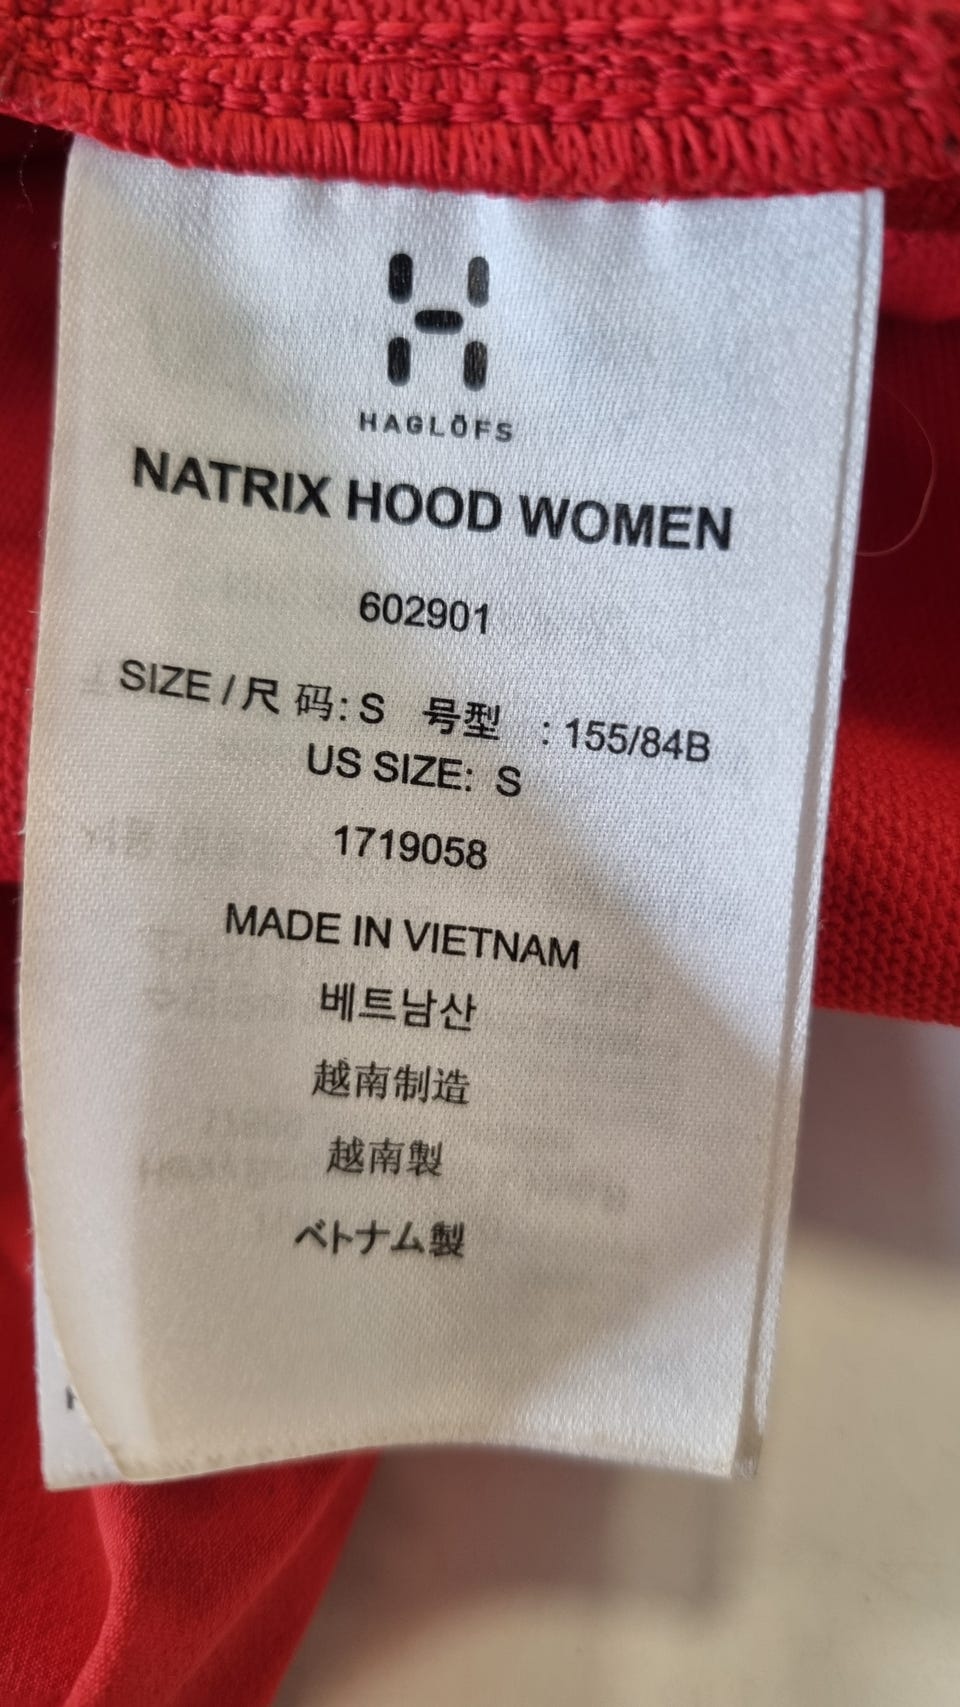 HAGLÖFS
NATRIX HOOD WOMEN
602901
SIZE / 尺 码: S 号型 : 155/84B
US SIZE: S
1719058
MADE IN VIETNAM
베트남산
越南制造
越南製
ベトナム製